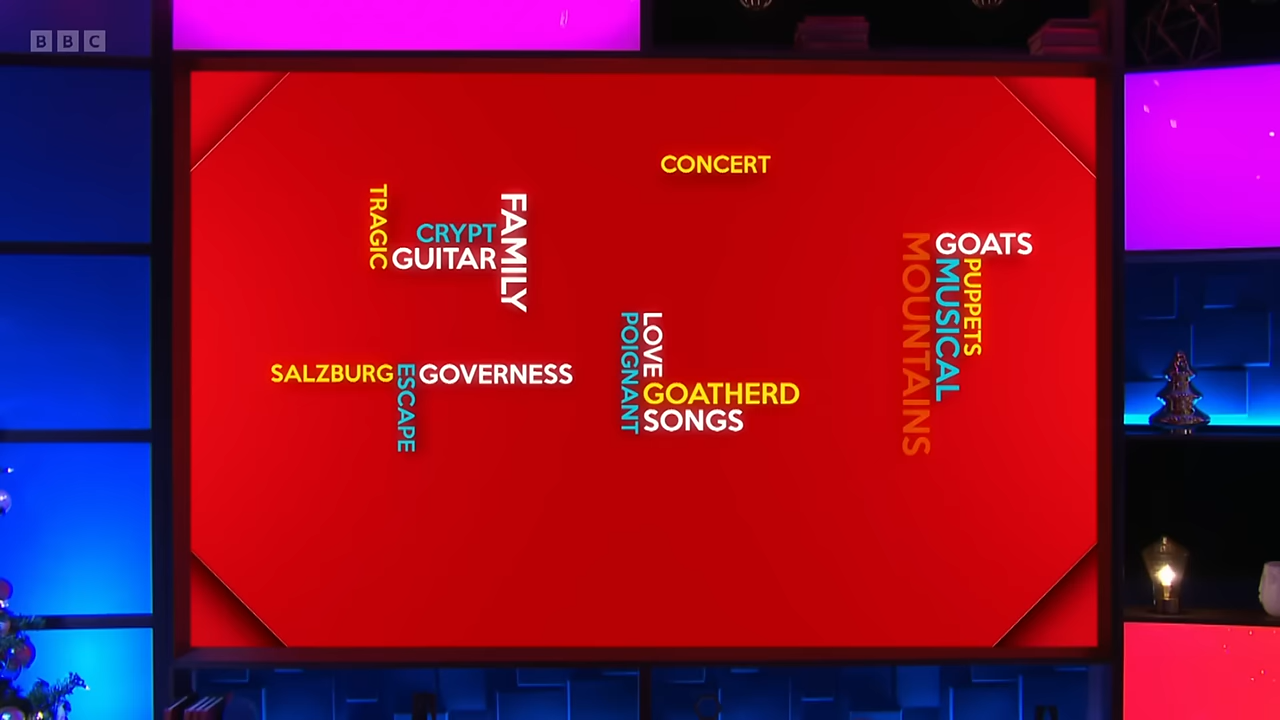 BBC
CONCERT
TRAGIC
CRYPT
GUITAR
FAMILY
GOATS
MOUNTAINS
MUSICAL
PUPPETS
SALZBURG
ESCAPE
GOVERNESS
POIGNANT
LOVE
GOATHERD
SONGS